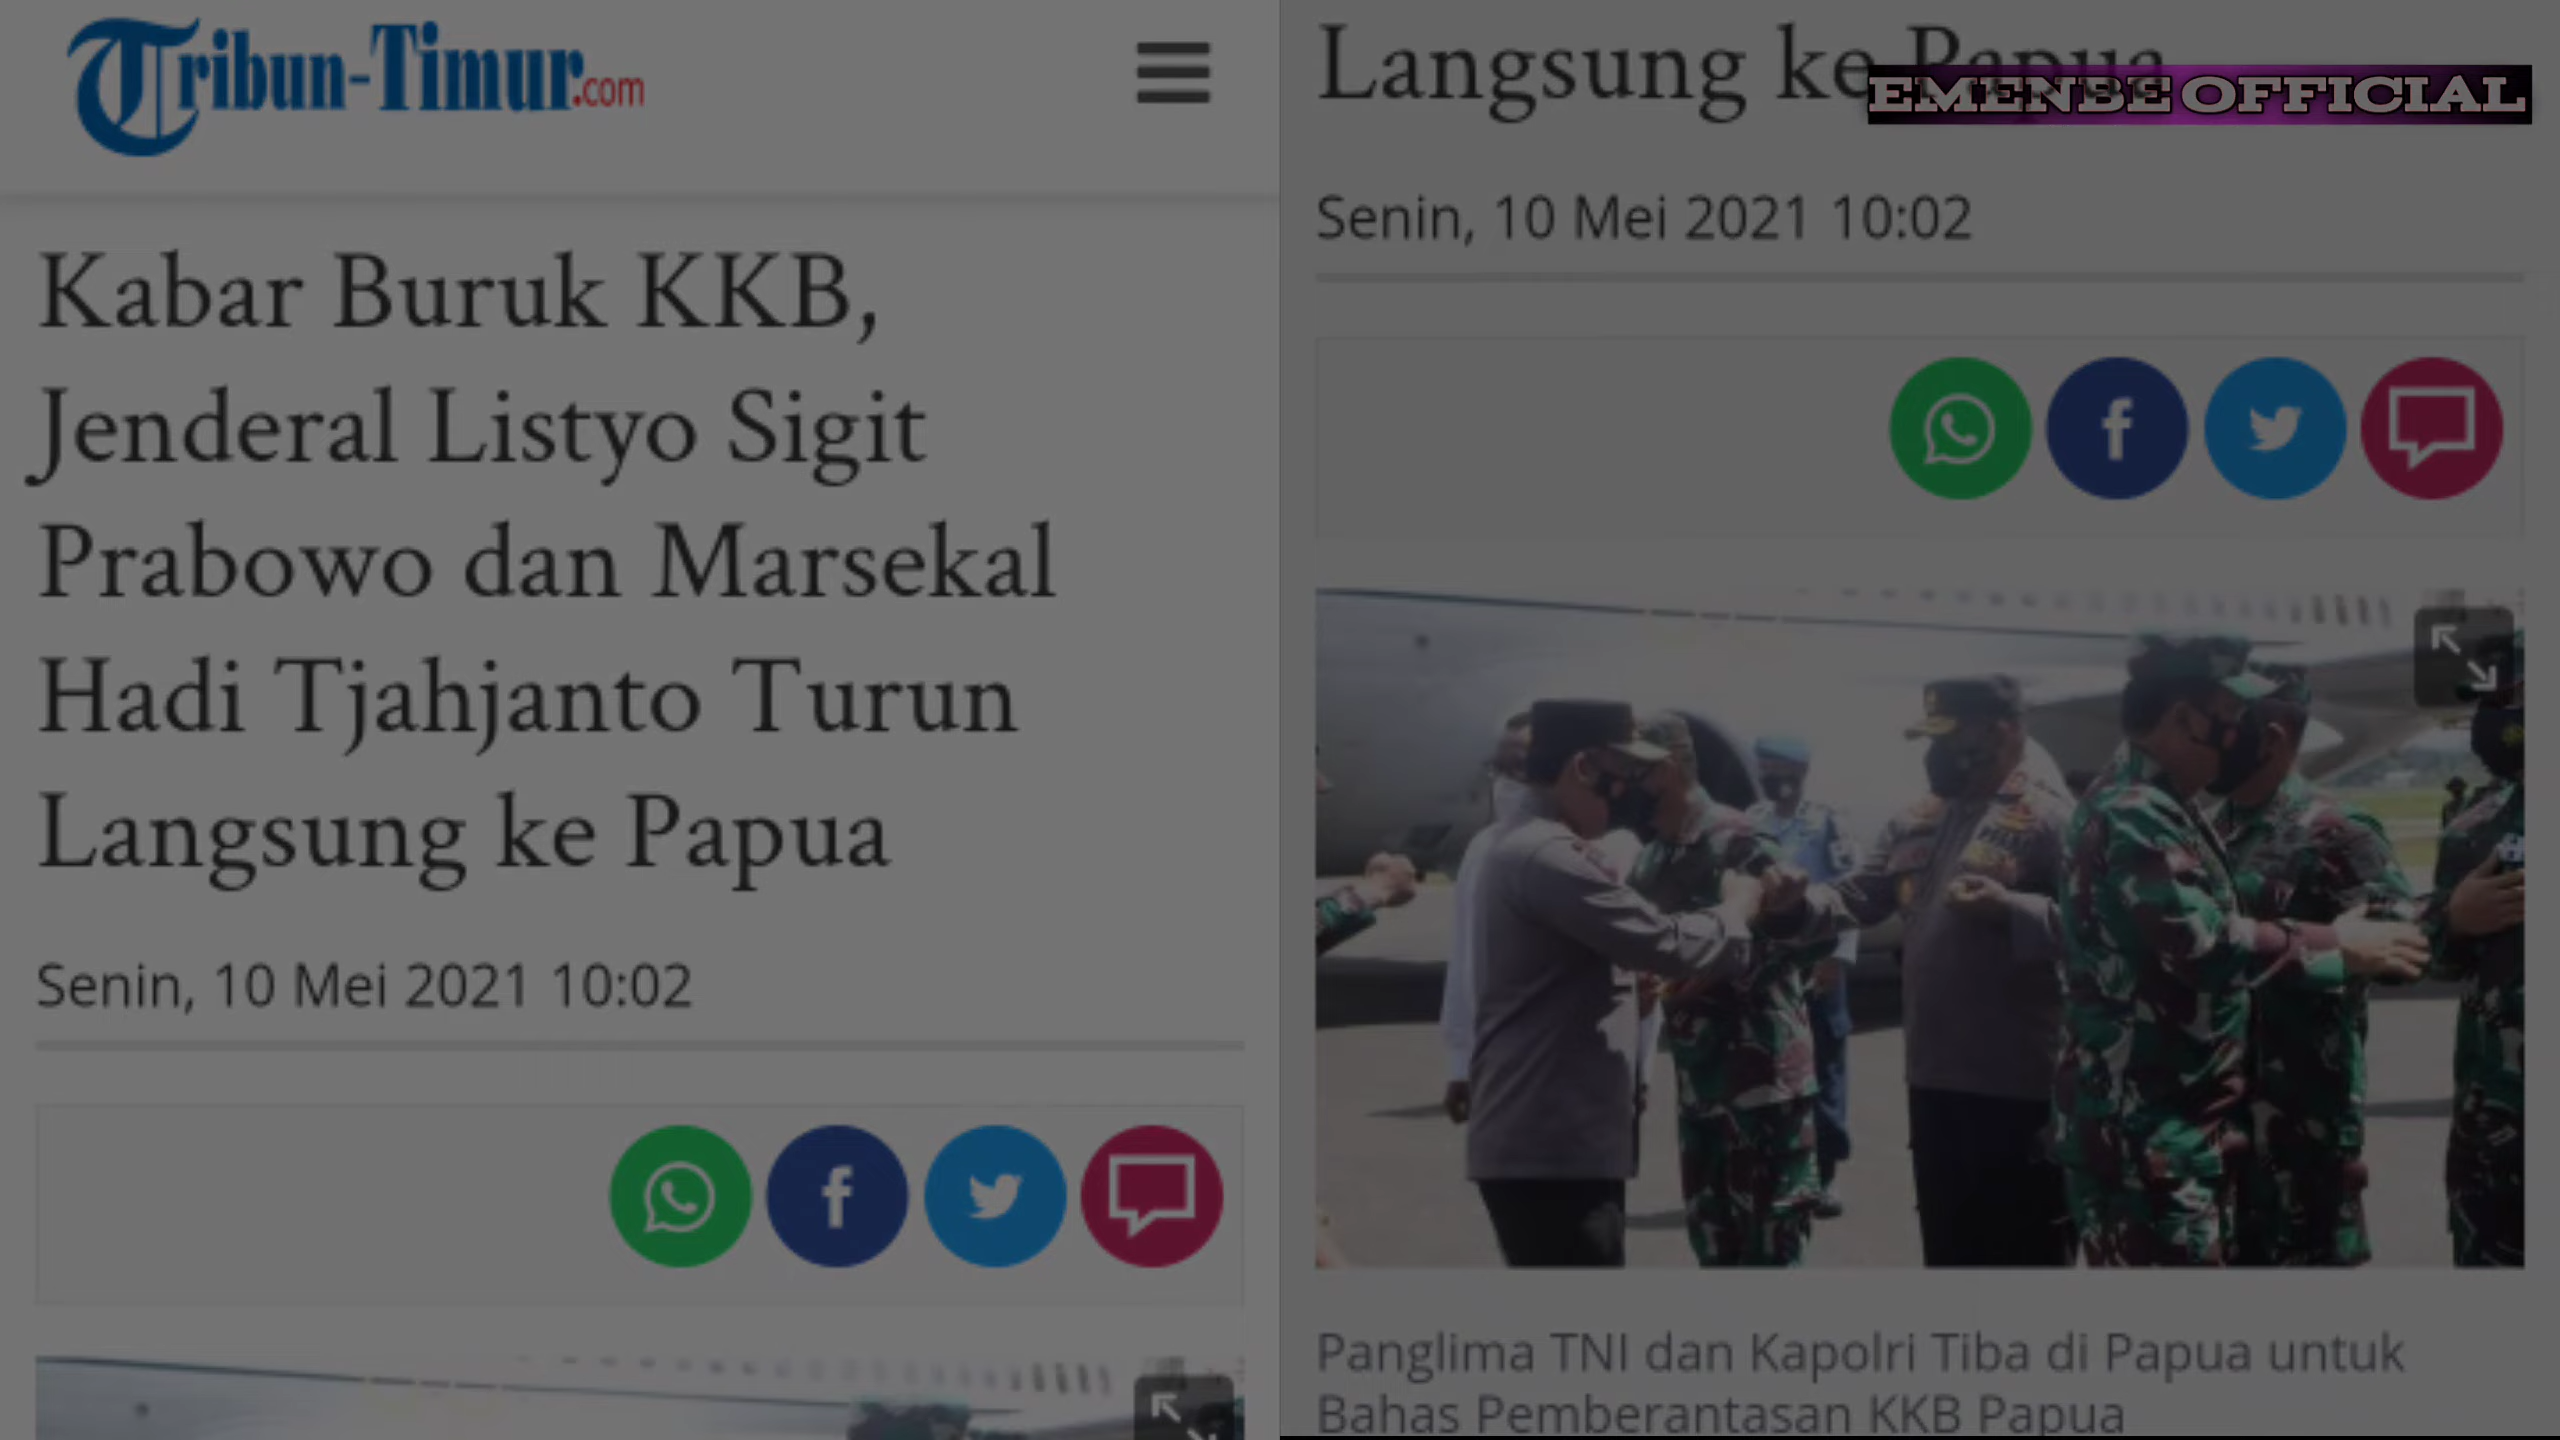 Tribun-Timur.com
Kabar Buruk KKB,
Jenderal Listyo Sigit
Prabowo dan Marsekal
Hadi Tjahjanto Turun
Langsung ke Papua
Senin, 10 Mei 2021 10:02
Langsung ke Papua
EMENBE OFFICIAL
Senin, 10 Mei 2021 10:02
Panglima TNI dan Kapolri Tiba di Papua untuk
Bahas Pemberantasan KKB Papua